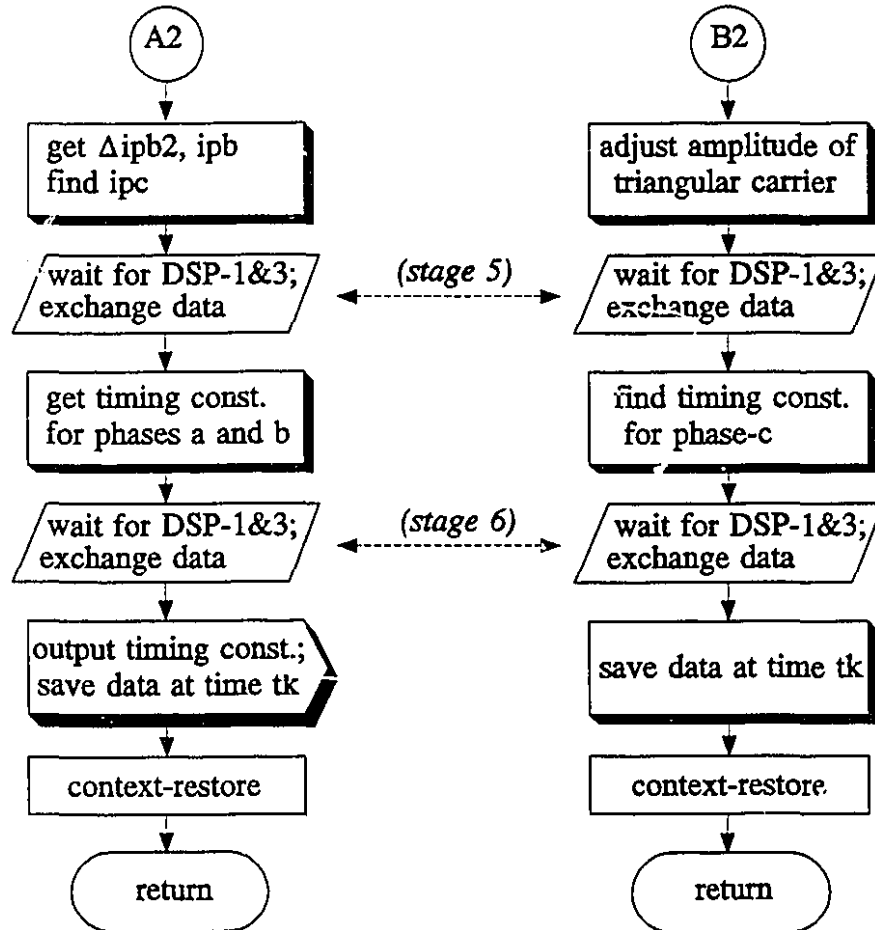 A2
B2
get Δipb2, ipb
find ipc
adjust amplitude of
triangular carrier
wait for DSP-1&3;
exchange data
(stage 5)
wait for DSP-1&3;
exchange data
get timing const.
for phases a and b
find timing const.
for phase-c
wait for DSP-1&3;
exchange data
(stage 6)
wait for DSP-1&3;
exchange data
output timing const.;
save data at time tk
save data at time tk
context-restore
context-restore
return
return